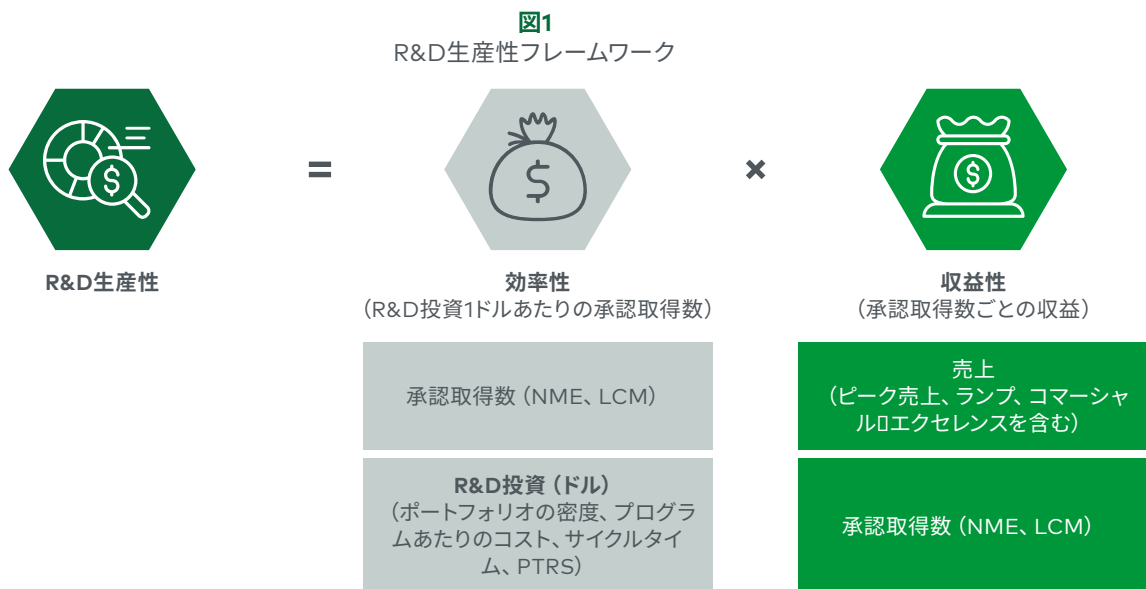 図1
R&D生産性フレームワーク
$
=
$
×
$
R&D生産性
効率性
（R&D投資1ドルあたりの承認取得数）
収益性
（承認取得数ごとの収益）
承認取得数（NME、LCM）
売上
（ピーク売上、ランプ、コマーシャ
ル▯エクセレンスを含む）
R&D投資（ドル）
（ポートフォリオの密度、プログラ
ムあたりのコスト、サイクルタイ
ム、PTRS）
承認取得数（NME、LCM）